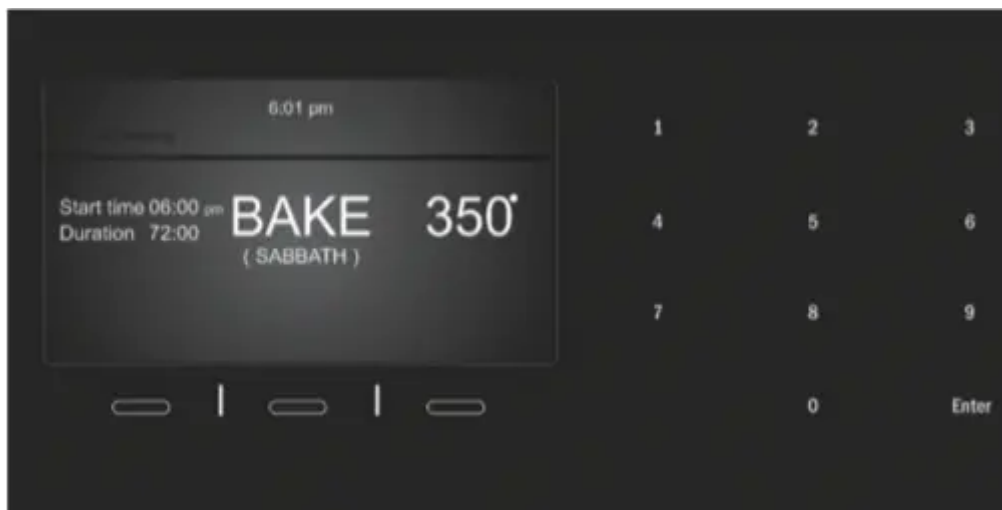 6:01 pm
Start time 06:00 pm BAKE 350°
Duration 72:00
( SABBATH )
1 2 3
4 5 6
7 8 9
0 Enter